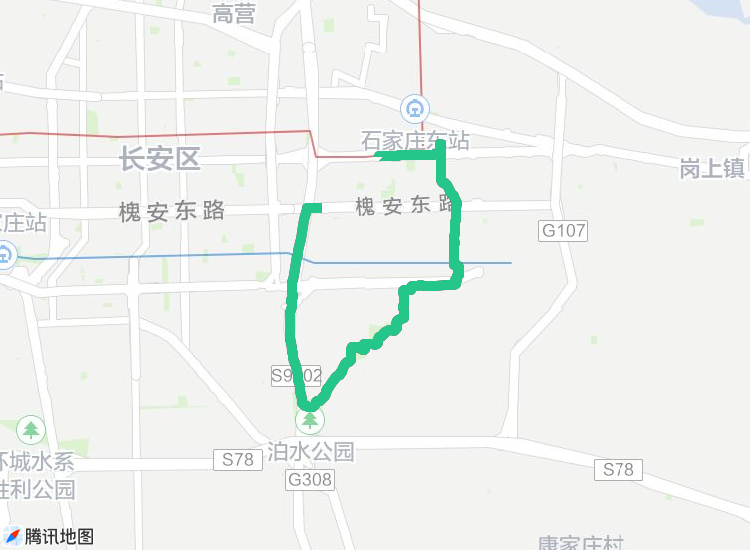 高营
站
石家庄东站
长安区
岗上镇
槐安东路
槐安东路
家庄站
G107
S9902
泊水公园
环城水系
胜利公园
S78
S78
G308
唐家庄村
腾讯地图